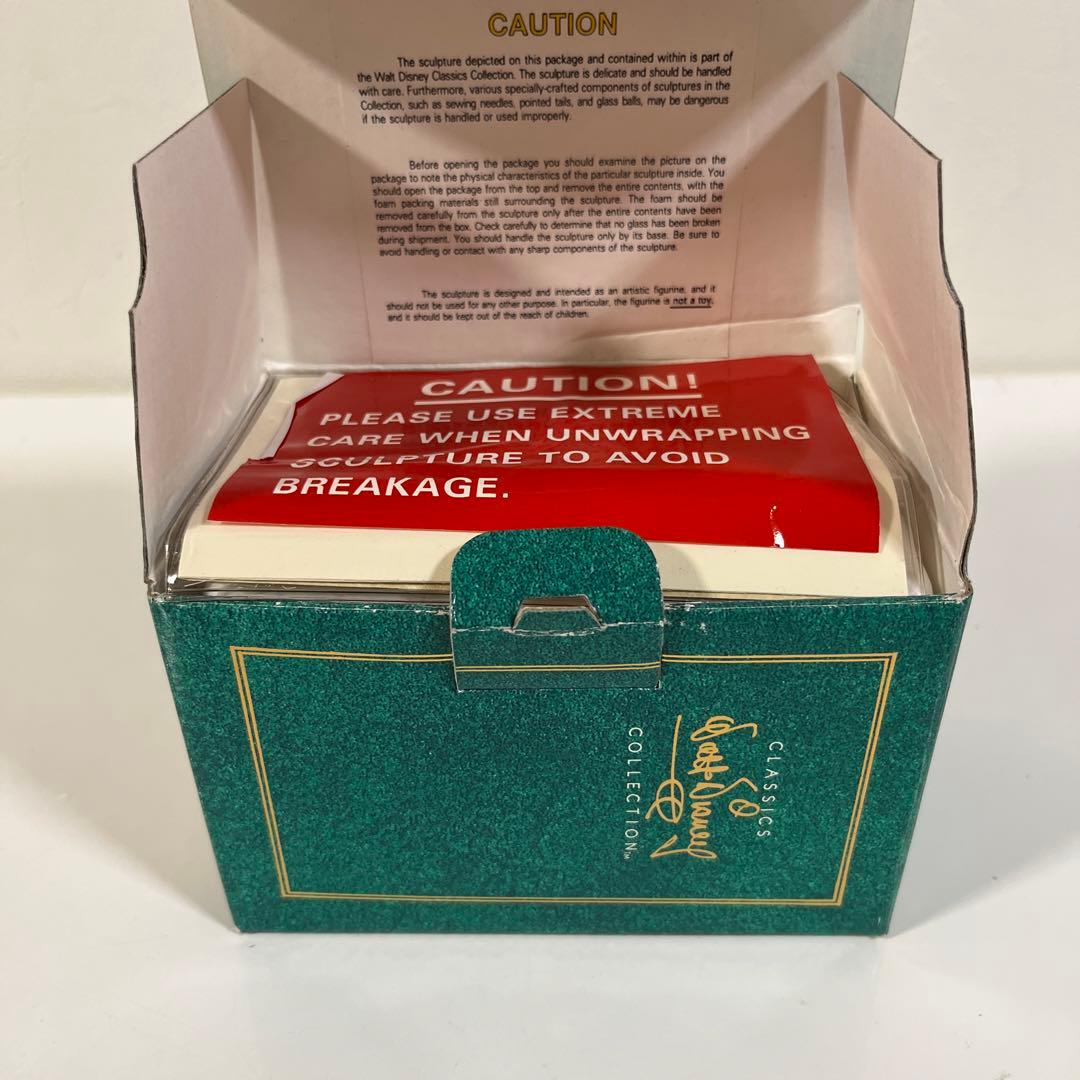 CAUTION
The sculpture depicted on this package and contained within is part of
the Walt Disney Classics Collection. The sculpture is delicate and should be handled
with care. Furthermore, various specially-crafted components of sculptures in the
Collection, such as sewing needles, pointed tails, and glass balls, may be dangerous
if the sculpture is handled or used improperly.
Before opening the package you should examine the picture on the
package to note the physical characteristics of the particular sculpture inside. You
should open the package from the top and remove the entire contents, with the
foam packing materials still surrounding the sculpture. The foam should be
removed carefully from the sculpture only after the entire contents have been
removed from the box. Check carefully to determine that no glass has been broken
during shipment. You should handle the sculpture only by its base. Be sure to
avoid handling or contact with any sharp components of the sculpture.
The sculpture is designed and intended as an artistic figurine, and it
should not be used for any other purpose. In particular, the figurine is not a toy,
and it should be kept out of the reach of children.
CAUTION!
PLEASE USE EXTREME
CARE WHEN UNWRAPPING
SCULPTURE TO AVOID
BREAKAGE.
CLASSICS
Walt Disney
COLLECTION™